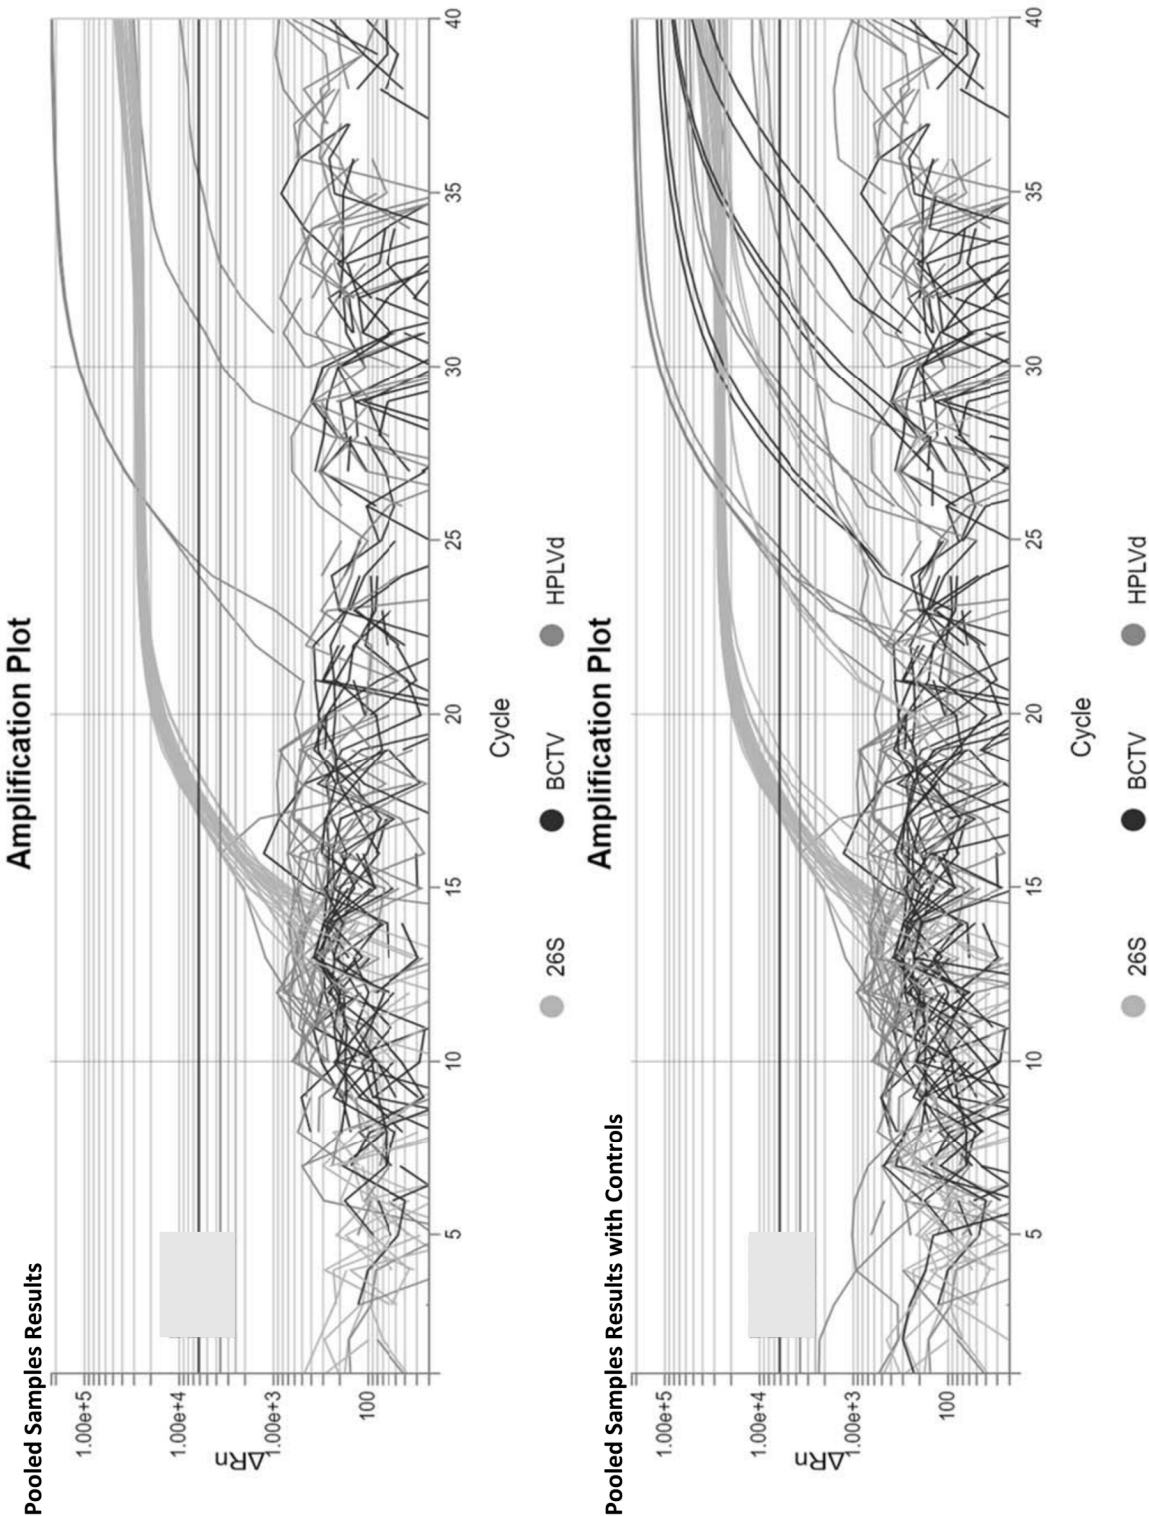 Pooled Samples Results
Amplification Plot
ΔRn
1.00e+5
1.00e+4
1.00e+3
100
5
10
15
20
25
30
35
40
Cycle
26S
BCTV
HPLVd
Pooled Samples Results with Controls
Amplification Plot
ΔRn
1.00e+5
1.00e+4
1.00e+3
100
5
10
15
20
25
30
35
40
Cycle
26S
BCTV
HPLVd